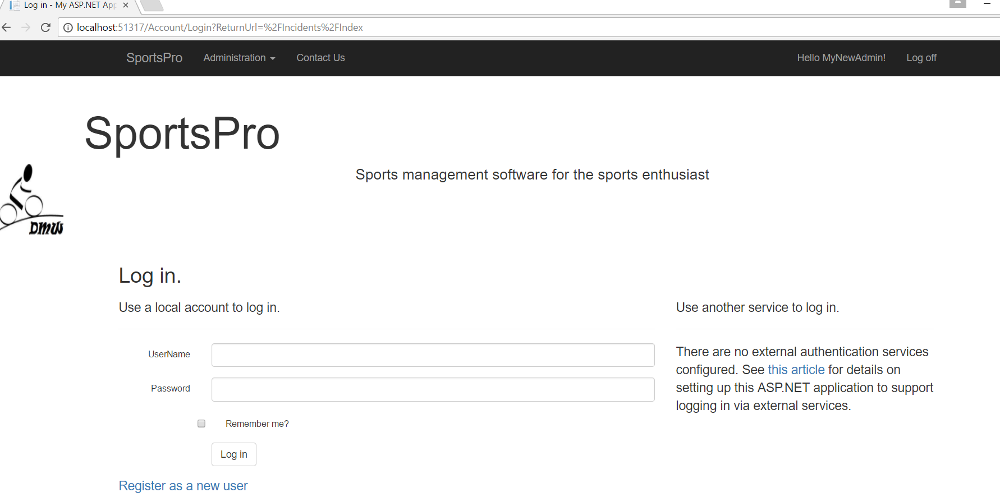 Log in - My ASP.NET App
localhost:51317/Account/Login?ReturnUrl=%2FIncidents%2FIndex
SportsPro Administration Contact Us Hello MyNewAdmin! Log off
SportsPro
Sports management software for the sports enthusiast
DMW
Log in.
Use a local account to log in.
UserName
Password
Remember me?
Log in
Register as a new user
Use another service to log in.
There are no external authentication services
configured. See this article for details on
setting up this ASP.NET application to support
logging in via external services.